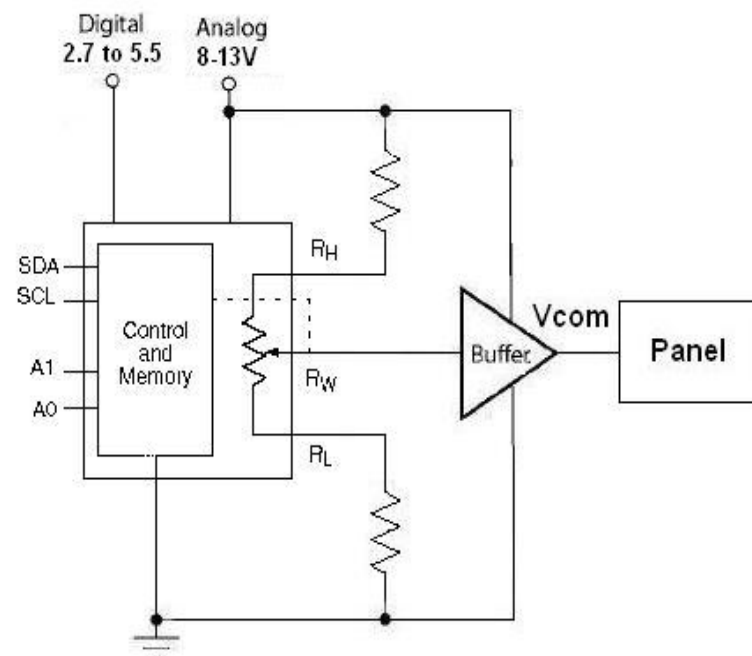 Digital
2.7 to 5.5
Analog
8-13V
RH
SDA
SCL
Control
and
Memory
A1
A0
RW
RL
Buffer
Vcom
Panel